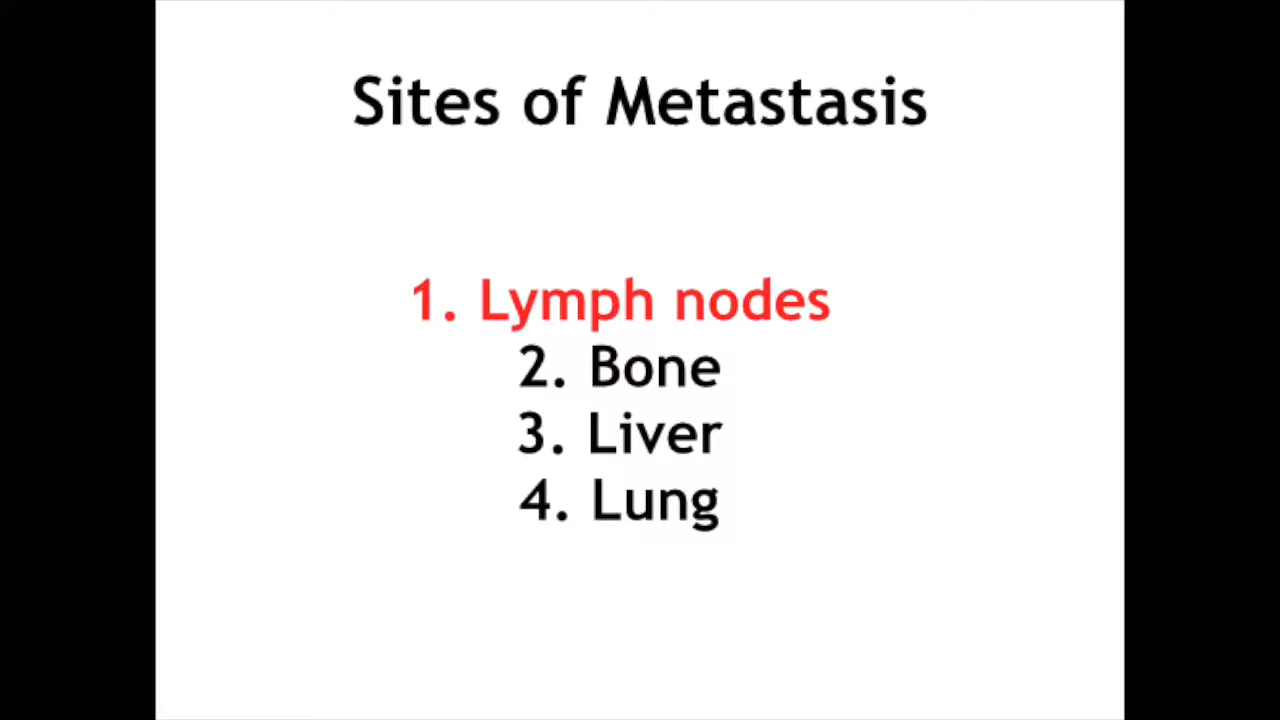 Sites of Metastasis
1. Lymph nodes
2. Bone
3. Liver
4. Lung